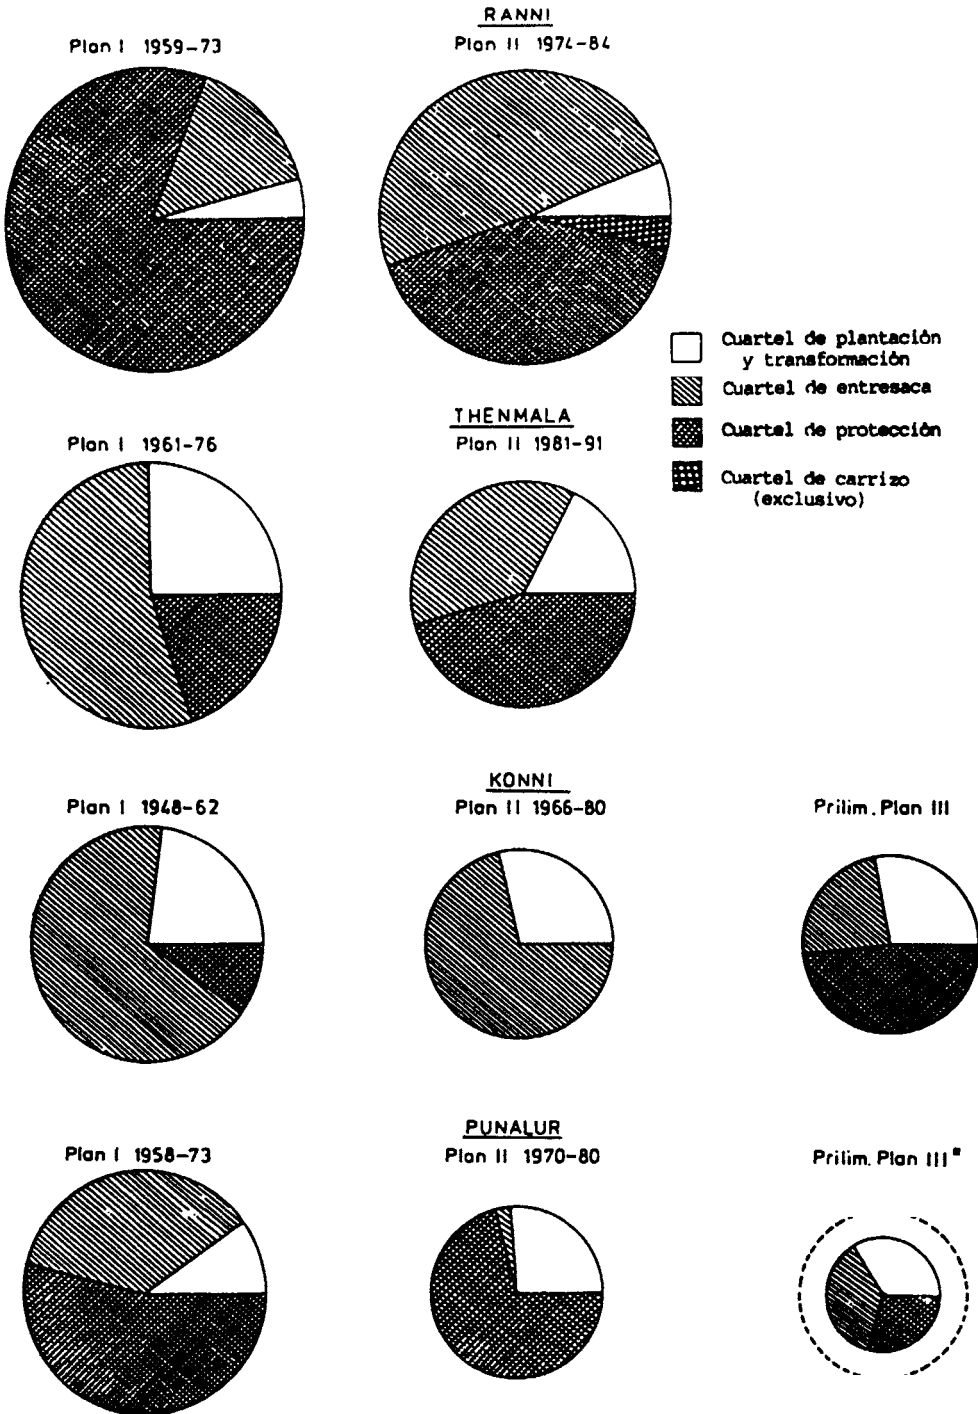 RANNI
Plan I 1959-73
Plan II 1974-84
Cuartel de plantación
y transformación
Cuartel de entresaca
Cuartel de protección
Cuartel de carrizo
(exclusivo)
THENMALA
Plan I 1961-76
Plan II 1981-91
KONNI
Plan I 1948-62
Plan II 1966-80
Prilim. Plan III
PUNALUR
Plan I 1958-73
Plan II 1970-80
Prilim. Plan III*